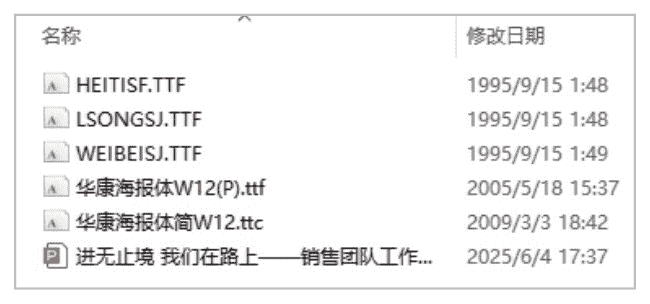 名称 修改日期
HEITISF.TTF 1995/9/15 1:48
LSONGSJ.TTF 1995/9/15 1:48
WEIBEISJ.TTF 1995/9/15 1:49
华康海报体W12(P).ttf 2005/5/18 15:37
华康海报体简W12.ttc 2009/3/3 18:42
进无止境 我们在路上——销售团队工作... 2025/6/4 17:37